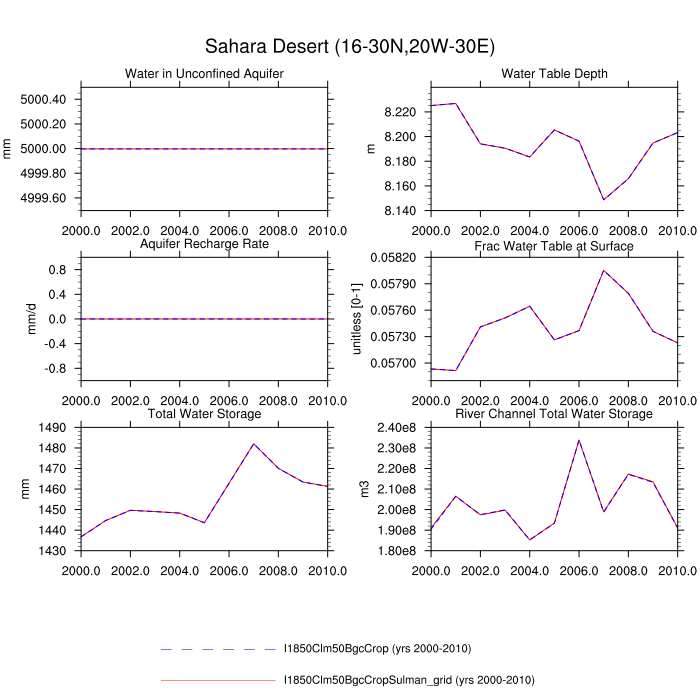 Sahara Desert (16-30N,20W-30E)
Water in Unconfined Aquifer
Water Table Depth
5000.40
5000.20
5000.00
4999.80
4999.60
mm
2000.0 2002.0 2004.0 2006.0 2008.0 2010.0
8.220
8.200
8.180
8.160
8.140
m
2000.0 2002.0 2004.0 2006.0 2008.0 2010.0
Aquifer Recharge Rate
Frac Water Table at Surface
0.8
0.4
0.0
-0.4
-0.8
mm/d
2000.0 2002.0 2004.0 2006.0 2008.0 2010.0
0.05820
0.05790
0.05760
0.05730
0.05700
unitless [0-1]
2000.0 2002.0 2004.0 2006.0 2008.0 2010.0
Total Water Storage
River Channel Total Water Storage
1490
1480
1470
1460
1450
1440
1430
mm
2000.0 2002.0 2004.0 2006.0 2008.0 2010.0
2.40e8
2.30e8
2.20e8
2.10e8
2.00e8
1.90e8
1.80e8
m3
2000.0 2002.0 2004.0 2006.0 2008.0 2010.0
I1850Clm50BgcCrop (yrs 2000-2010)
I1850Clm50BgcCropSulman_grid (yrs 2000-2010)